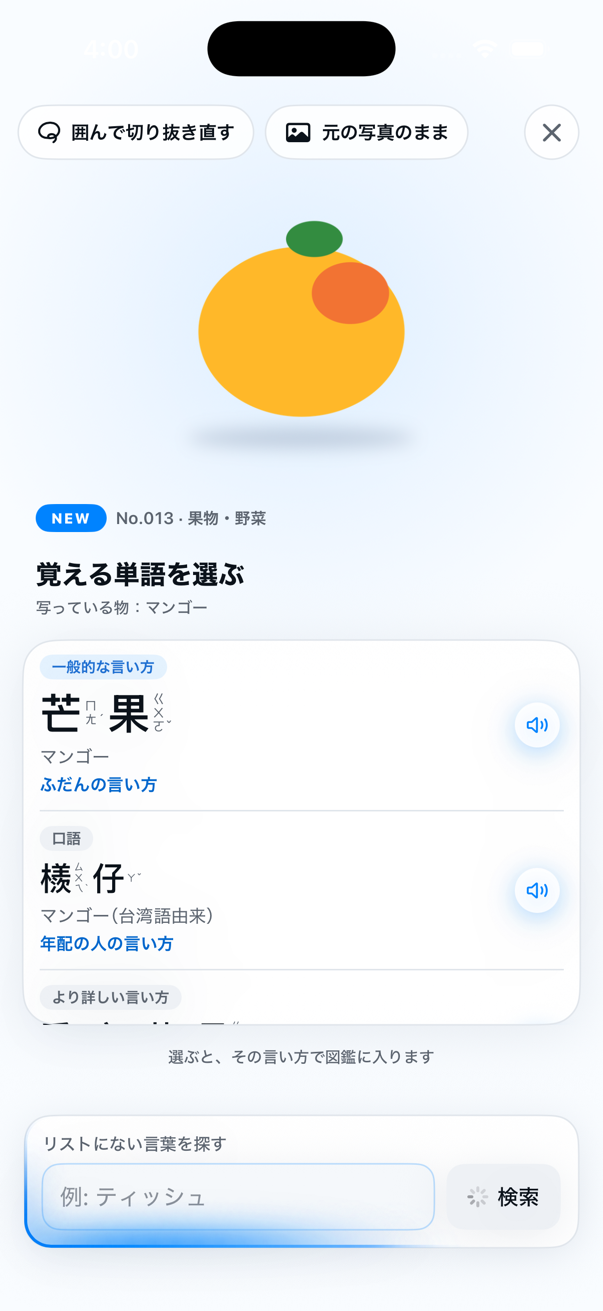 4:00
囲んで切り抜き直す
元の写真のまま
NEW No.013・果物・野菜
覚える単語を選ぶ
写っている物：マンゴー
一般的な言い方
芒ㄇㄤˊ果ㄍㄨㄛˇ
マンゴー
ふだんの言い方
口語
檨仔
マンゴー（台湾語由来）
年配の人の言い方
より詳しい言い方
選ぶと、その言い方で図鑑に入ります
リストにない言葉を探す
例: ティッシュ
検索